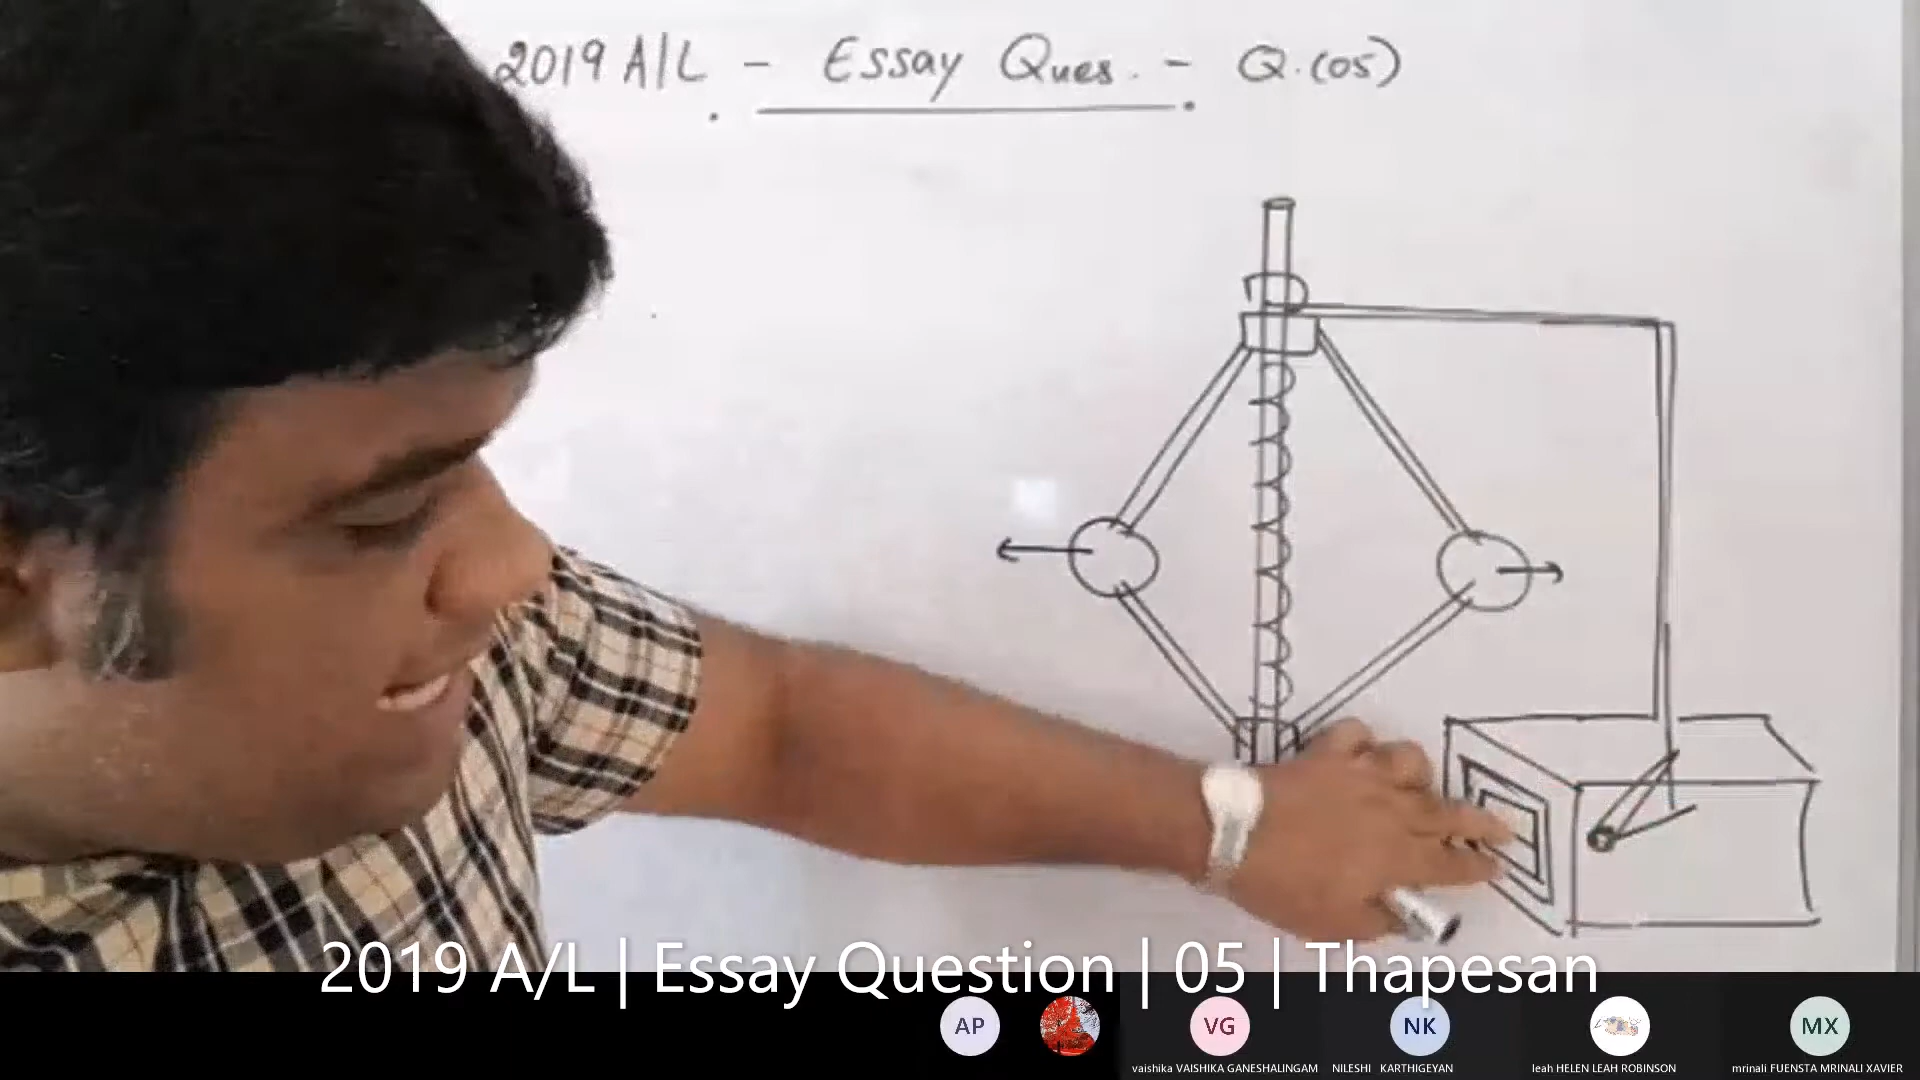 2019 A/L - Essay Ques. - Q.(05)
2019 A/L | Essay Question | 05 | Thapesan
AP
VG
NK
MX
vaishika VAISHIKA GANESHALINGAM
NILESHI KARTHIGEYAN
leah HELEN LEAH ROBINSON
mrinali FUENSTA MRINALI XAVIER